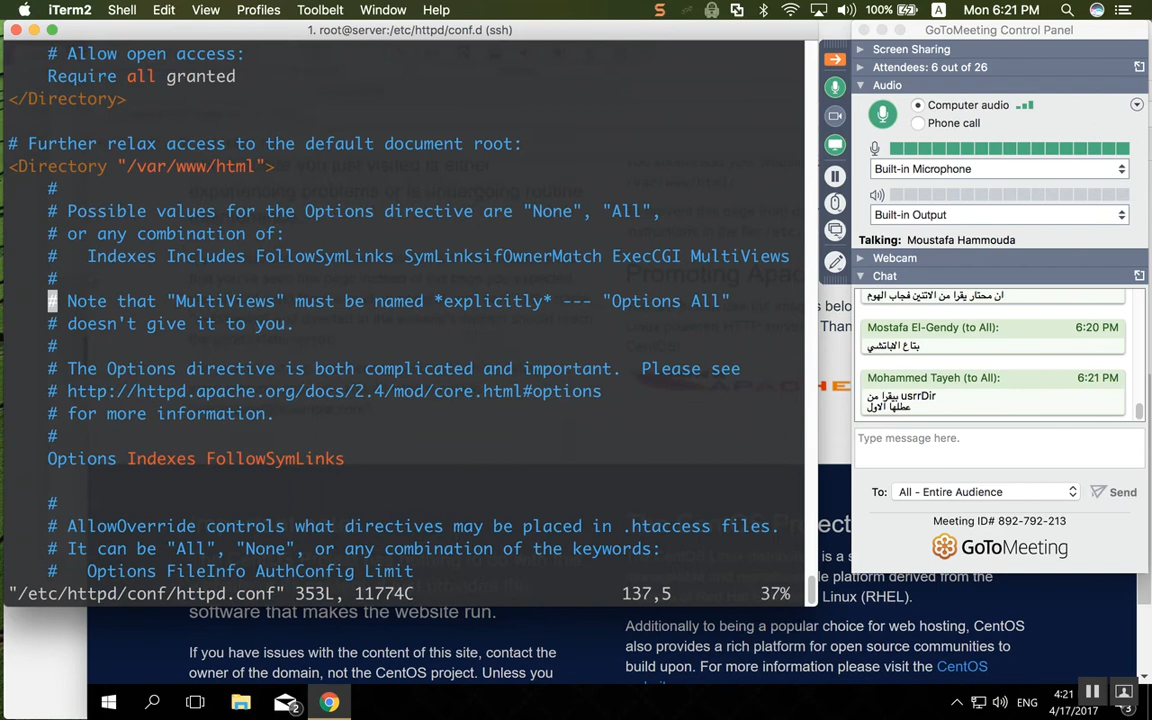 iTerm2 Shell Edit View Profiles Toolbelt Window Help
100% A Mon 6:21 PM
1. root@server:/etc/httpd/conf.d (ssh)
# Allow open access:
Require all granted
</Directory>
# Further relax access to the default document root:
<Directory "/var/www/html">
#
# Possible values for the Options directive are "None", "All",
# or any combination of:
#   Indexes Includes FollowSymLinks SymLinksifOwnerMatch ExecCGI MultiViews
#
# Note that "MultiViews" must be named *explicitly* --- "Options All"
# doesn't give it to you.
#
# The Options directive is both complicated and important.  Please see
# http://httpd.apache.org/docs/2.4/mod/core.html#options
# for more information.
#
Options Indexes FollowSymLinks
#
# AllowOverride controls what directives may be placed in .htaccess files.
# It can be "All", "None", or any combination of the keywords:
#   Options FileInfo AuthConfig Limit
"/etc/httpd/conf/httpd.conf" 353L, 11774C 137,5 37%
GoToMeeting Control Panel
Screen Sharing
Attendees: 6 out of 26
Audio
Computer audio
Phone call
Built-in Microphone
Built-in Output
Talking: Moustafa Hammouda
Webcam
Chat
ان محتار يقرا من الاتنين فجاب الهوم
Mostafa El-Gendy (to All): 6:20 PM
بتاع الاباتشي
Mohammed Tayeh (to All): 6:21 PM
بيقرا من usrrDir
عطلها الاول
Type message here.
To: All - Entire Audience Send
Meeting ID# 892-792-213
GoToMeeting
software that makes the website run.
If you have issues with the content of this site, contact the
owner of the domain, not the CentOS project. Unless you
platform derived from the
Linux (RHEL).
Additionally to being a popular choice for web hosting, CentOS
also provides a rich platform for open source communities to
build upon. For more information please visit the CentOS
2
ENG
4:21
4/17/2017
3